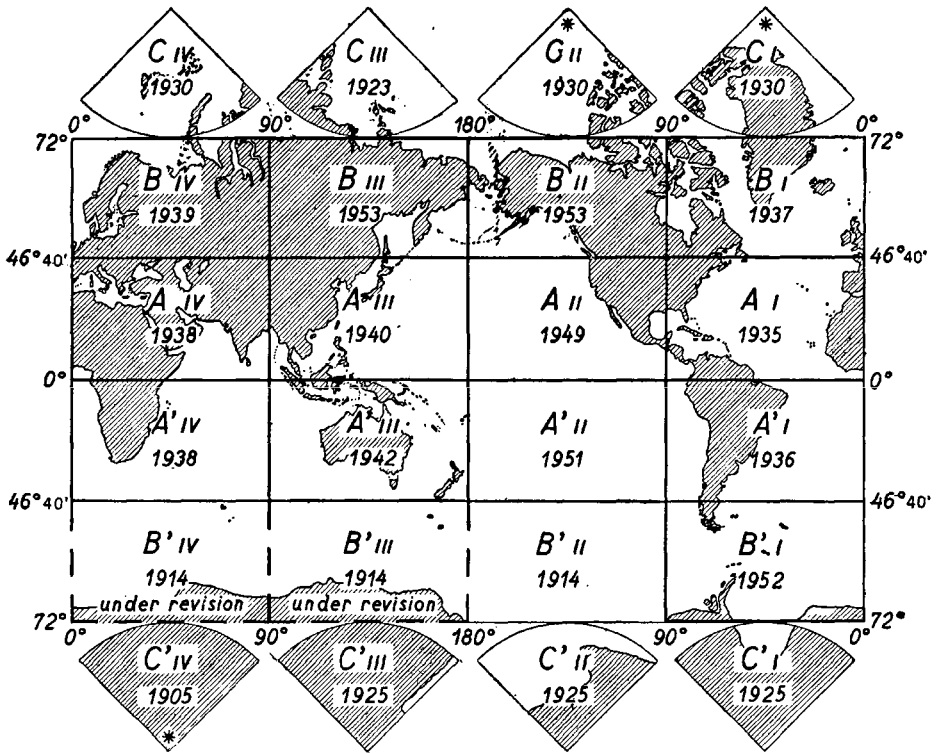 * *
C IV C III G II C I
1930 1923 1930 1930
0° 90° 180° 90° 0°
72° 72°
B IV B III B II B I
1939 1953 1953 1937
46°40' 46°40'
A IV A III A II A I
1938 1940 1949 1935
0° 0°
A' IV A' III A' II A' I
1938 1942 1951 1936
46°40' 46°40'
B' IV B' III B' II B' I
1914 1914 1914 1952
under revision under revision
72° 72°
0° 90° 180° 90° 0°
C' IV C' III C' II C' I
1905 1925 1925 1925
*